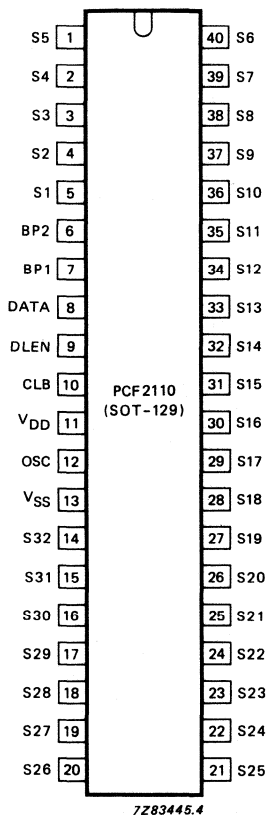 S5 1 40 S6
S4 2 39 S7
S3 3 38 S8
S2 4 37 S9
S1 5 36 S10
BP2 6 35 S11
BP1 7 34 S12
DATA 8 33 S13
DLEN 9 32 S14
CLB 10 31 S15
PCF2110
(SOT-129)
VDD 11 30 S16
OSC 12 29 S17
VSS 13 28 S18
S32 14 27 S19
S31 15 26 S20
S30 16 25 S21
S29 17 24 S22
S28 18 23 S23
S27 19 22 S24
S26 20 21 S25
7Z83445.4